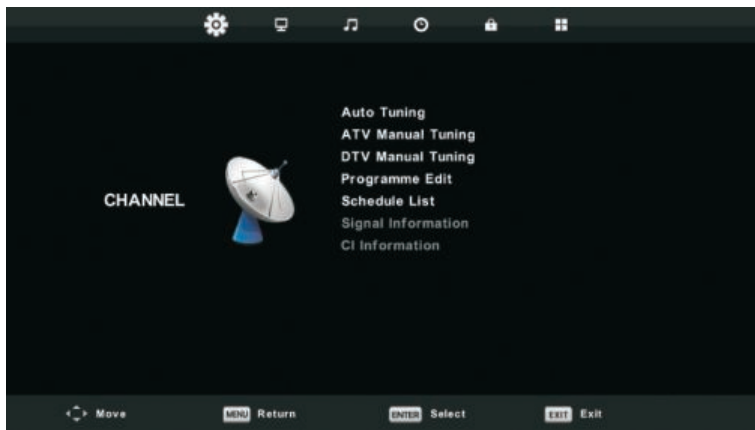 Auto Tuning
ATV Manual Tuning
DTV Manual Tuning
Programme Edit
CHANNEL
Schedule List
Signal Information
CI Information
Move MENU Return ENTER Select EXIT Exit